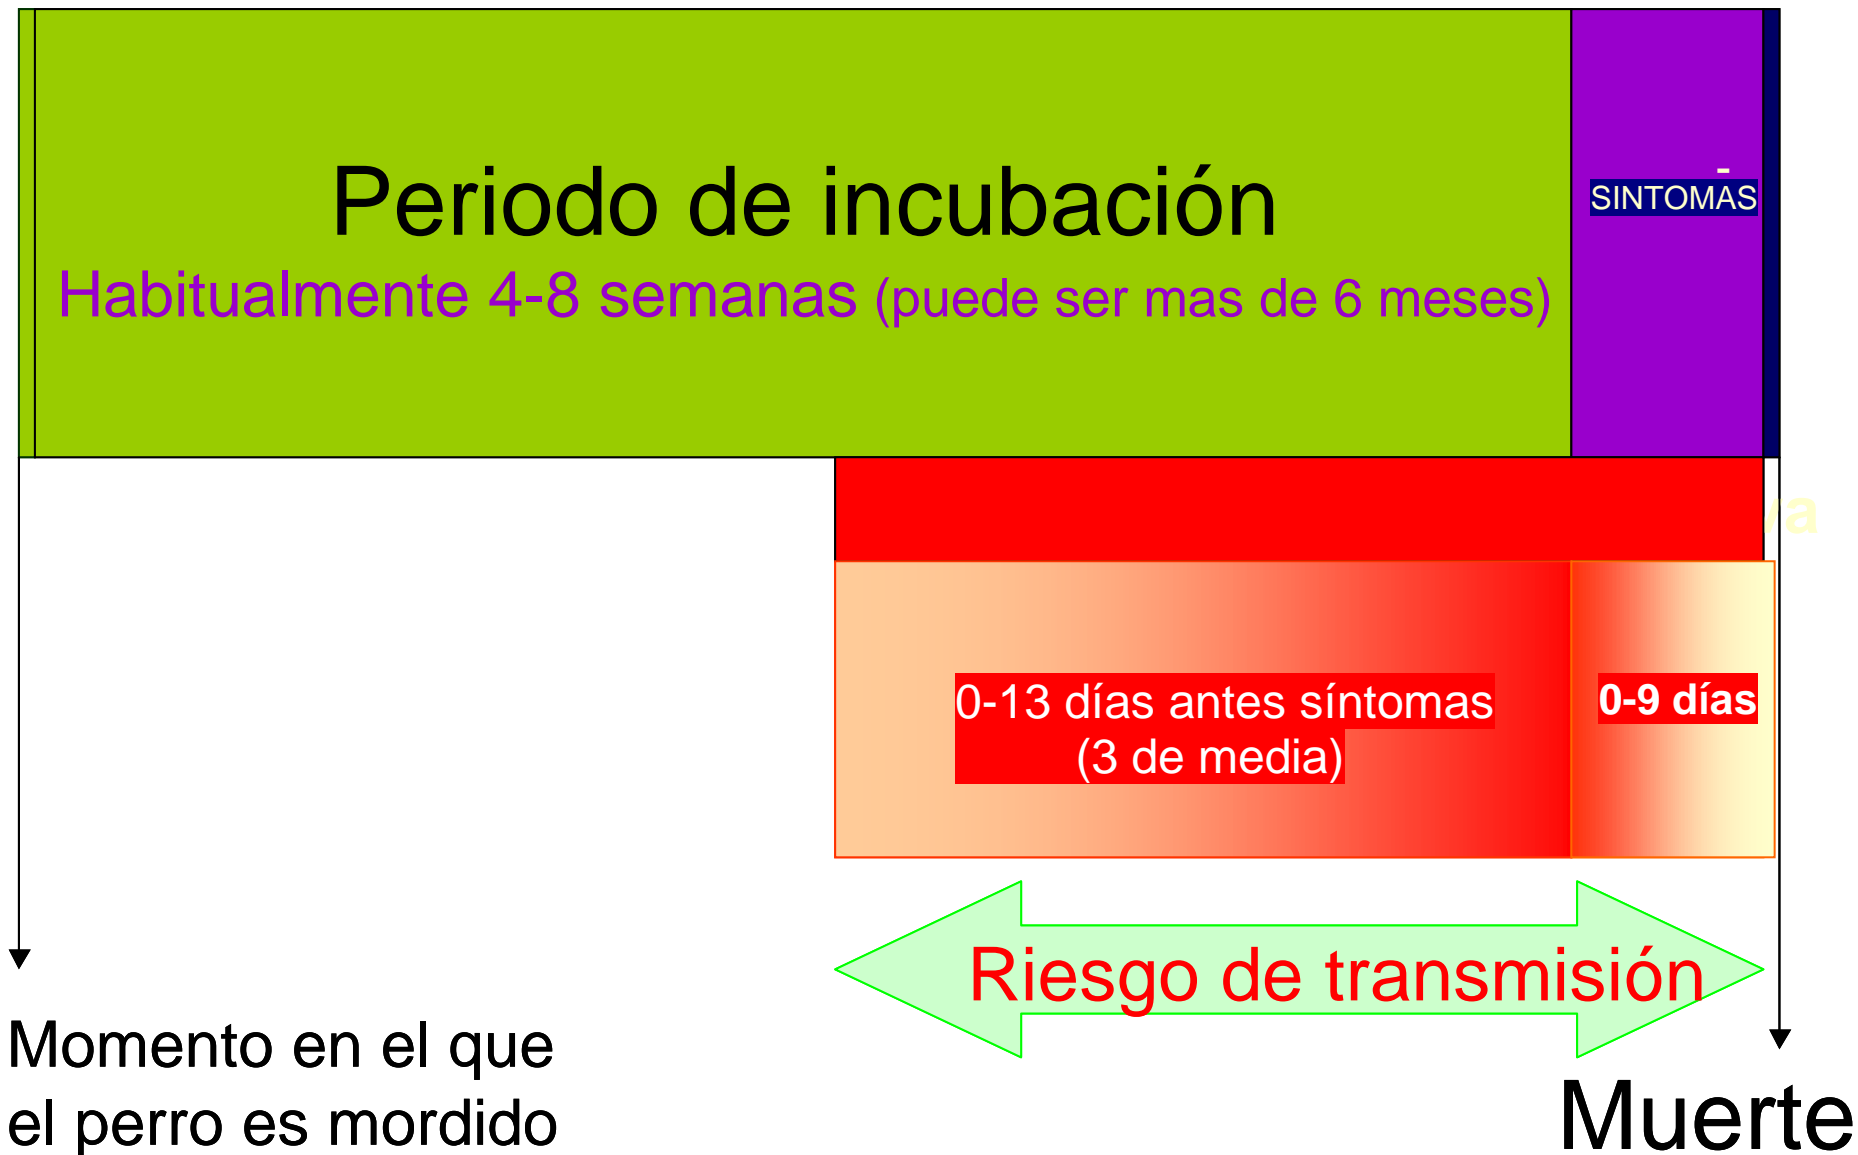 Periodo de incubación
Habitualmente 4-8 semanas (puede ser mas de 6 meses)
SINTOMAS
0-13 días antes síntomas
(3 de media)
0-9 días
Riesgo de transmisión
Momento en el que
el perro es mordido
Muerte